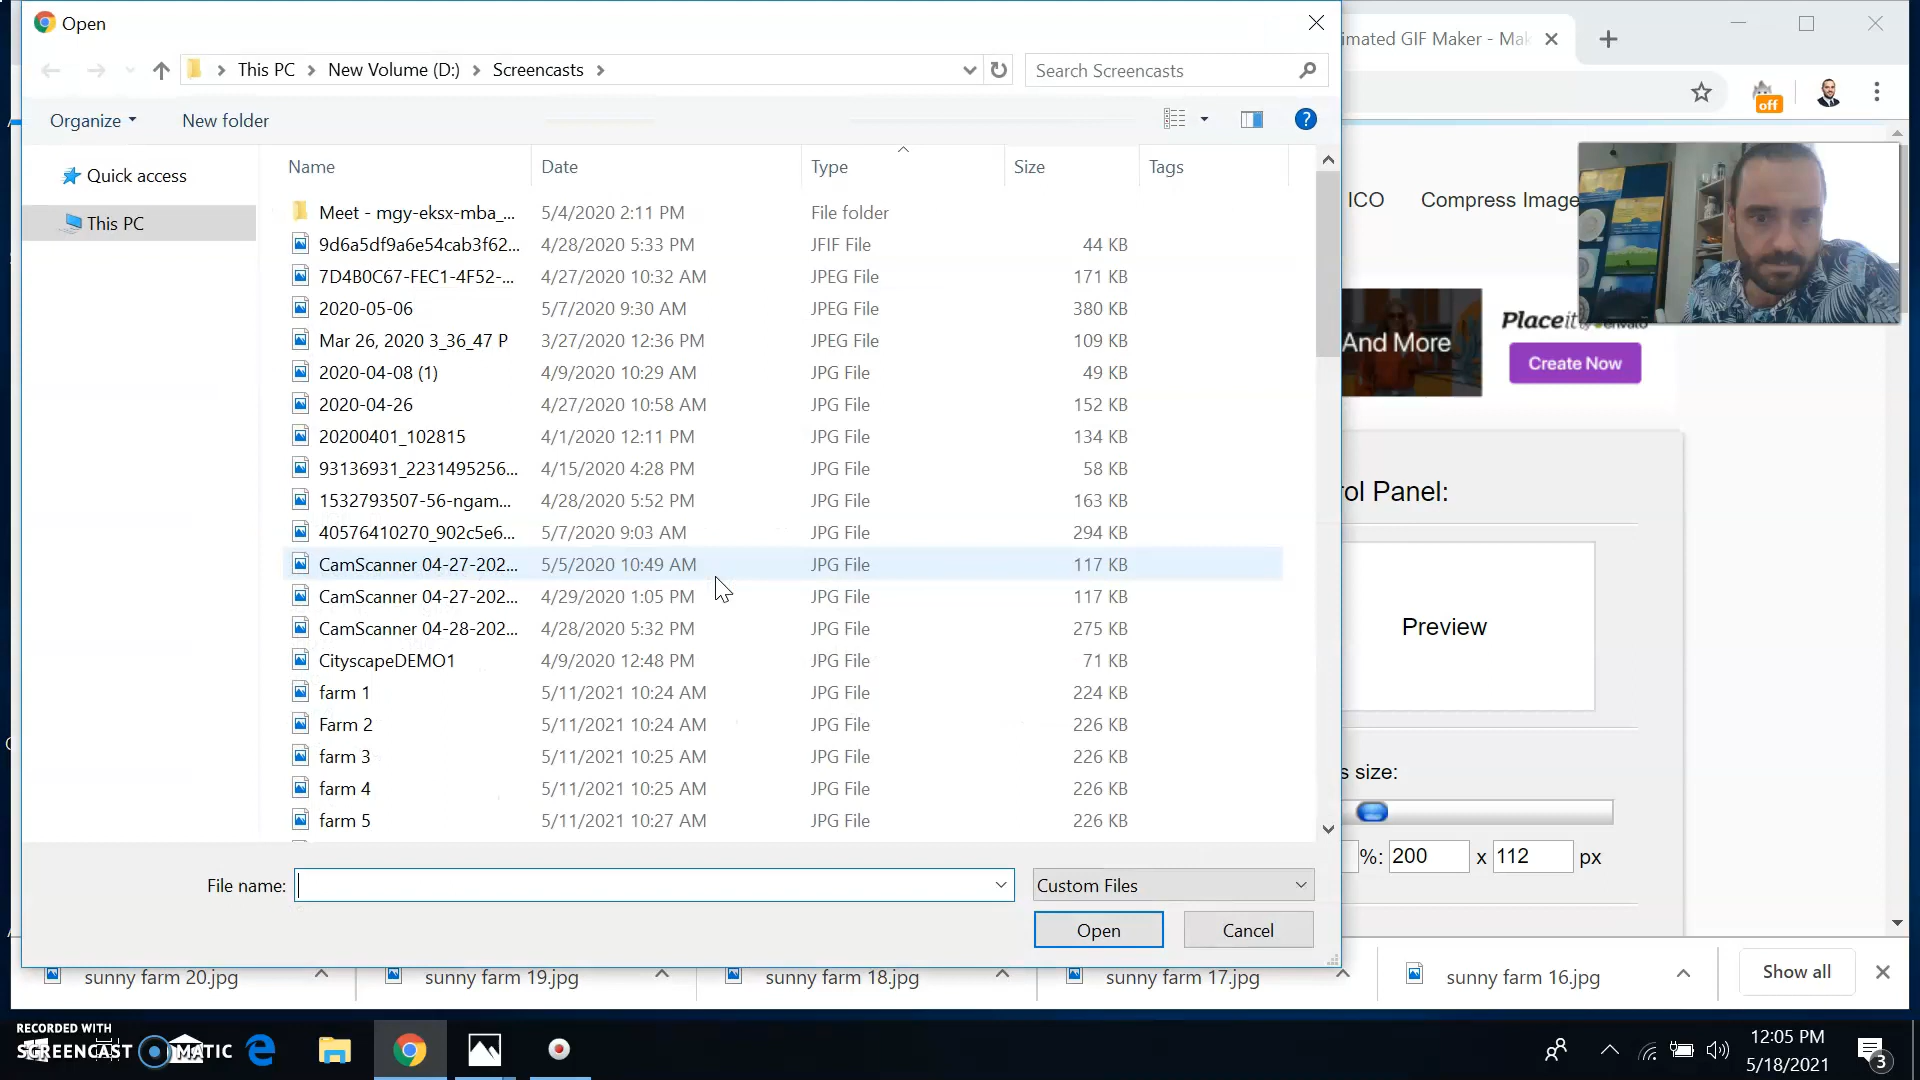 Open
imated GIF Maker - Mak
This PC
New Volume (D:)
Screencasts
Search Screencasts
off
Organize
New folder
?
Quick access
This PC
Name
Date
Type
Size
Tags
Meet - mgy-eksx-mba_...
5/4/2020 2:11 PM
File folder
9d6a5df9a6e54cab3f62...
4/28/2020 5:33 PM
JFIF File
44 KB
7D4B0C67-FEC1-4F52-...
4/27/2020 10:32 AM
JPEG File
171 KB
2020-05-06
5/7/2020 9:30 AM
JPEG File
380 KB
Mar 26, 2020 3_36_47 P
3/27/2020 12:36 PM
JPEG File
109 KB
2020-04-08 (1)
4/9/2020 10:29 AM
JPG File
49 KB
2020-04-26
4/27/2020 10:58 AM
JPG File
152 KB
20200401_102815
4/1/2020 12:11 PM
JPG File
134 KB
93136931_2231495256...
4/15/2020 4:28 PM
JPG File
58 KB
1532793507-56-ngam...
4/28/2020 5:52 PM
JPG File
163 KB
40576410270_902c5e6...
5/7/2020 9:03 AM
JPG File
294 KB
CamScanner 04-27-202...
5/5/2020 10:49 AM
JPG File
117 KB
CamScanner 04-27-202...
4/29/2020 1:05 PM
JPG File
117 KB
CamScanner 04-28-202...
4/28/2020 5:32 PM
JPG File
275 KB
CityscapeDEMO1
4/9/2020 12:48 PM
JPG File
71 KB
farm 1
5/11/2021 10:24 AM
JPG File
224 KB
Farm 2
5/11/2021 10:24 AM
JPG File
226 KB
farm 3
5/11/2021 10:25 AM
JPG File
226 KB
farm 4
5/11/2021 10:25 AM
JPG File
226 KB
farm 5
5/11/2021 10:27 AM
JPG File
226 KB
File name:
Custom Files
Open
Cancel
ICO
Compress Image
And More
Placeit
Create Now
ol Panel:
Preview
s size:
%: 200 x 112 px
sunny farm 20.jpg
sunny farm 19.jpg
sunny farm 18.jpg
sunny farm 17.jpg
sunny farm 16.jpg
Show all
RECORDED WITH
SCREENCAST MATIC
12:05 PM
5/18/2021
3